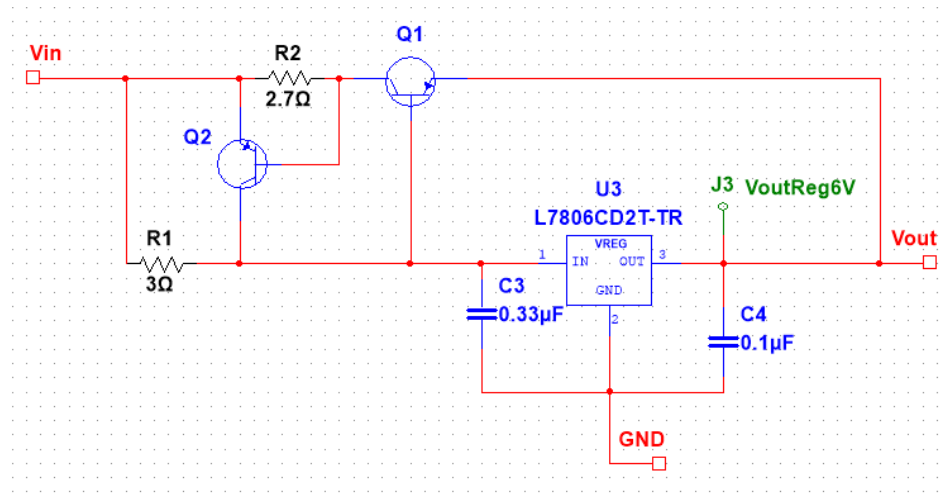 Q1
Vin
R2
2.7Ω
Q2
U3
J3 VoutReg6V
L7806CD2T-TR
Vout
R1
1
VREG
3
IN OUT
3Ω
C3
GND
0.33µF
2
C4
0.1µF
GND